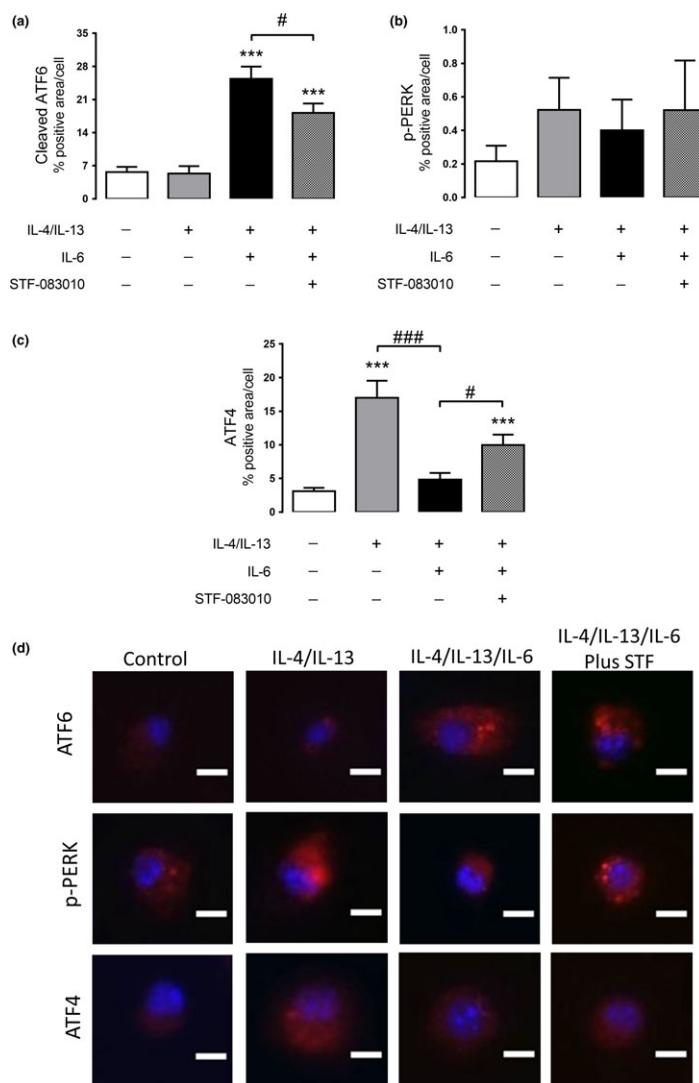 (a)
Cleaved ATF6
% positive area/cell
28
21
14
7
0
#
***
***
IL-4/IL-13 – + + +
IL-6 – – + +
STF-083010 – – – +
(b)
p-PERK
% positive area/cell
1.0
0.8
0.6
0.4
0.2
0.0
IL-4/IL-13 – + + +
IL-6 – – + +
STF-083010 – – – +
(c)
ATF4
% positive area/cell
25
20
15
10
5
0
###
***
#
***
IL-4/IL-13 – + + +
IL-6 – – + +
STF-083010 – – – +
(d)
Control
IL-4/IL-13
IL-4/IL-13/IL-6
IL-4/IL-13/IL-6
Plus STF
ATF6
p-PERK
ATF4